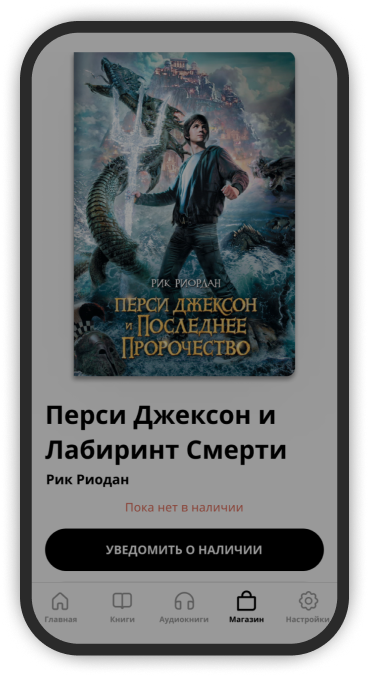 РИК РИОРДАН
ПЕРСИ ДЖЕКСОН
И ПОСЛЕДНЕЕ
ПРОРОЧЕСТВО
Перси Джексон и
Лабиринт Смерти
Рик Риодан
Пока нет в наличии
УВЕДОМИТЬ О НАЛИЧИИ
Главная Книги Аудиокниги Магазин Настройки